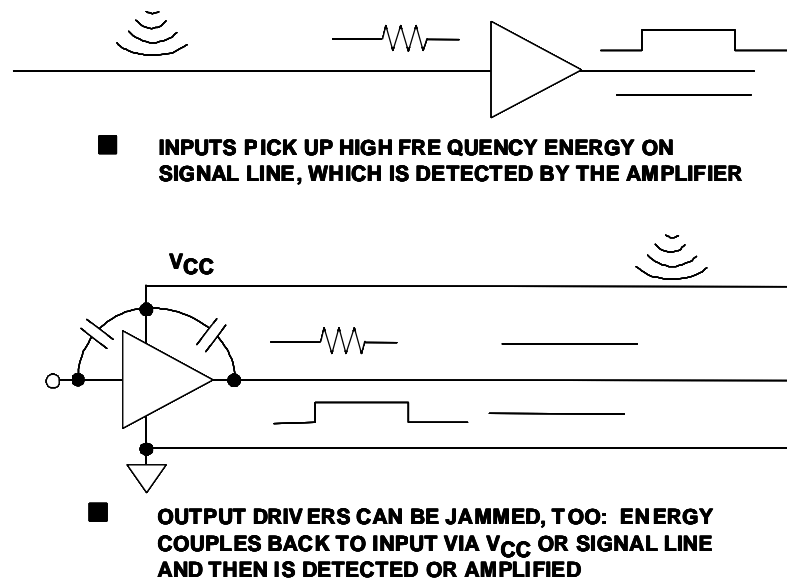 INPUTS PICK UP HIGH FRE QUENCY ENERGY ON
SIGNAL LINE, WHICH IS DETECTED BY THE AMPLIFIER
VCC
OUTPUT DRIVERS CAN BE JAMMED, TOO: ENERGY
COUPLES BACK TO INPUT VIA VCC OR SIGNAL LINE
AND THEN IS DETECTED OR AMPLIFIED